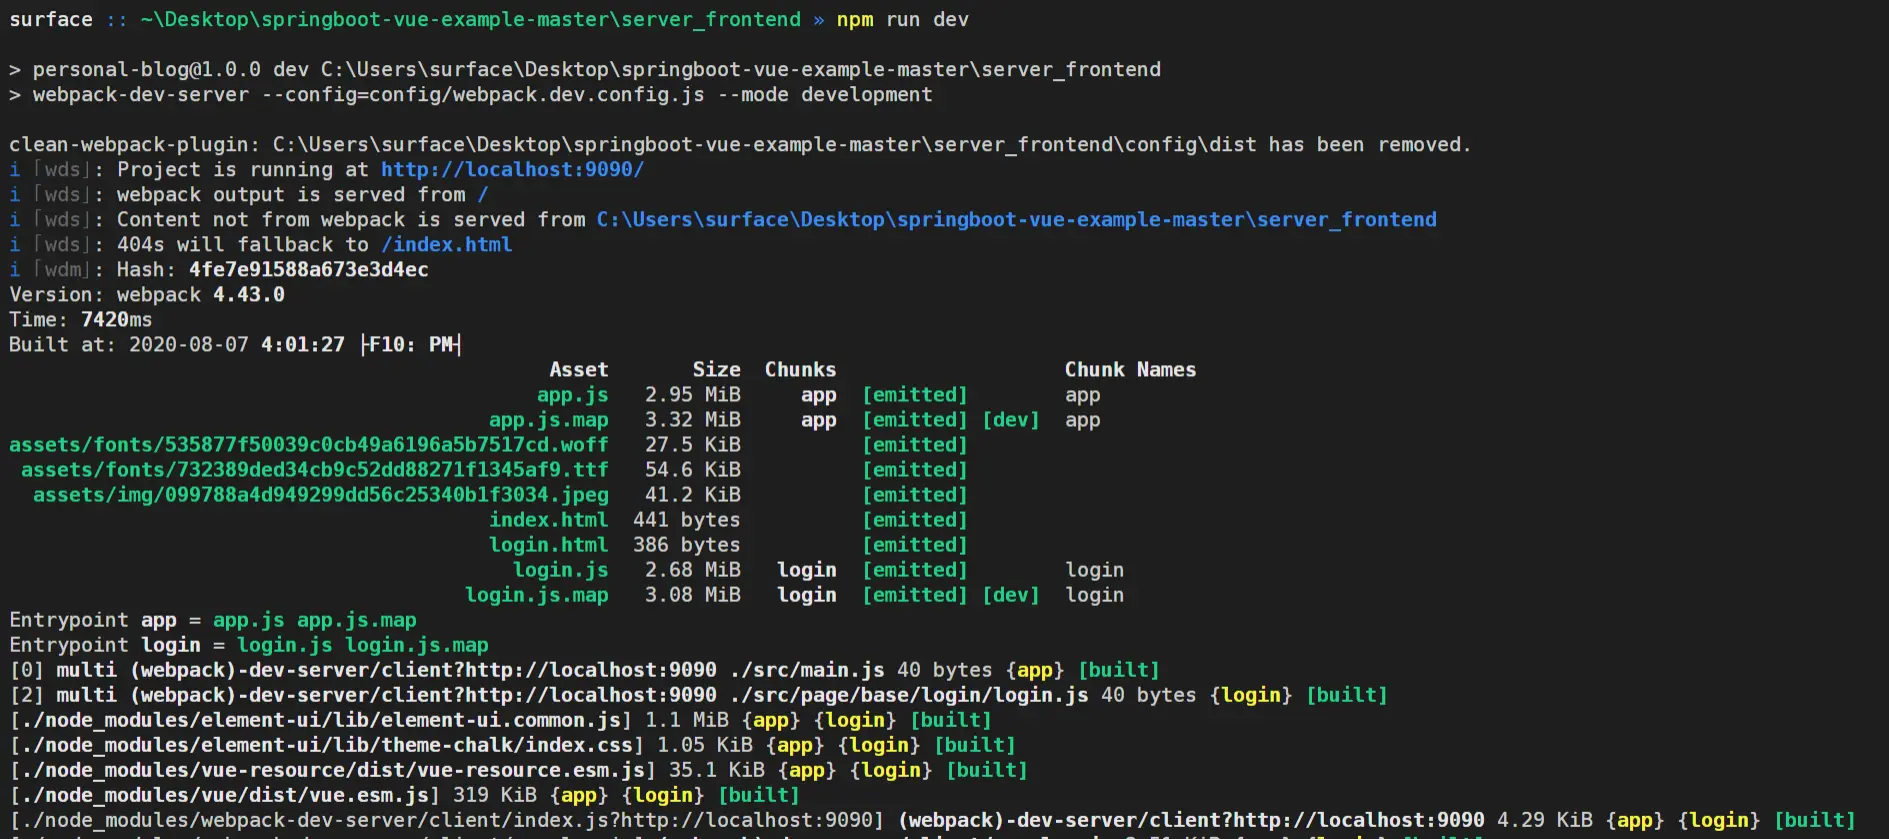 surface :: ~\Desktop\springboot-vue-example-master\server_frontend » npm run dev
> personal-blog@1.0.0 dev C:\Users\surface\Desktop\springboot-vue-example-master\server_frontend
> webpack-dev-server --config=config/webpack.dev.config.js --mode development
clean-webpack-plugin: C:\Users\surface\Desktop\springboot-vue-example-master\server_frontend\config\dist has been removed.
i ｢wds｣: Project is running at http://localhost:9090/
i ｢wds｣: webpack output is served from /
i ｢wds｣: Content not from webpack is served from C:\Users\surface\Desktop\springboot-vue-example-master\server_frontend
i ｢wds｣: 404s will fallback to /index.html
i ｢wdm｣: Hash: 4fe7e91588a673e3d4ec
Version: webpack 4.43.0
Time: 7420ms
Built at: 2020-08-07 4:01:27 ├F10: PM┤
Asset Size Chunks Chunk Names
app.js 2.95 MiB app [emitted] app
app.js.map 3.32 MiB app [emitted] [dev] app
assets/fonts/535877f50039c0cb49a6196a5b7517cd.woff 27.5 KiB [emitted]
assets/fonts/732389ded34cb9c52dd88271f1345af9.ttf 54.6 KiB [emitted]
assets/img/099788a4d949299dd56c25340b1f3034.jpeg 41.2 KiB [emitted]
index.html 441 bytes [emitted]
login.html 386 bytes [emitted]
login.js 2.68 MiB login [emitted] login
login.js.map 3.08 MiB login [emitted] [dev] login
Entrypoint app = app.js app.js.map
Entrypoint login = login.js login.js.map
[0] multi (webpack)-dev-server/client?http://localhost:9090 ./src/main.js 40 bytes {app} [built]
[2] multi (webpack)-dev-server/client?http://localhost:9090 ./src/page/base/login/login.js 40 bytes {login} [built]
[./node_modules/element-ui/lib/element-ui.common.js] 1.1 MiB {app} {login} [built]
[./node_modules/element-ui/lib/theme-chalk/index.css] 1.05 KiB {app} {login} [built]
[./node_modules/vue-resource/dist/vue-resource.esm.js] 35.1 KiB {app} {login} [built]
[./node_modules/vue/dist/vue.esm.js] 319 KiB {app} {login} [built]
[./node_modules/webpack-dev-server/client/index.js?http://localhost:9090] (webpack)-dev-server/client?http://localhost:9090 4.29 KiB {app} {login} [built]